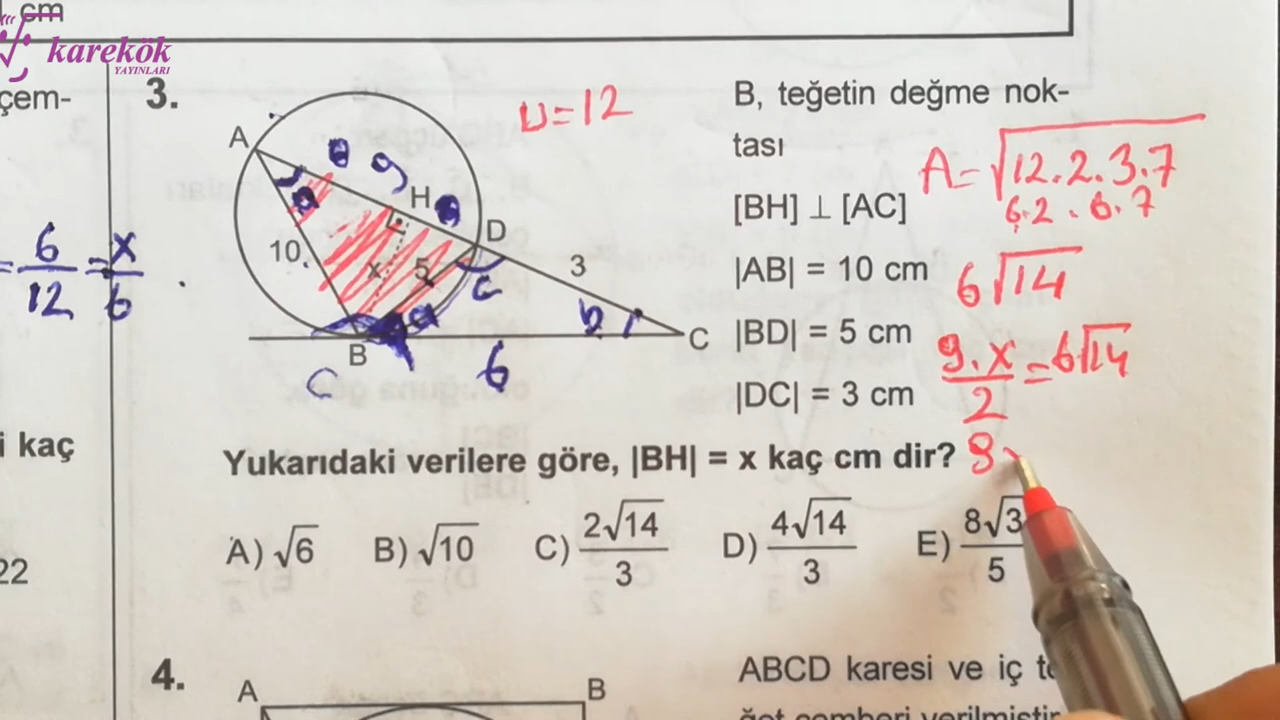 cm
karekök
YAYINLARI
çem-
3.
A
H
D
10
x
5
3
B
C
a
b
c
6
C
9
u=12
B, teğetin değme nok-
tası
[BH] ⊥ [AC]
|AB| = 10 cm
|BD| = 5 cm
|DC| = 3 cm
A=√12.2.3.7
6.2.6.7
6√14
9.x/2=6√14
= 6/12 = x/6
i kaç
Yukarıdaki verilere göre, |BH| = x kaç cm dir?
A) √6 B) √10 C) 2√14/3 D) 4√14/3 E) 8√3/5
22
4.
A B
ABCD karesi ve iç